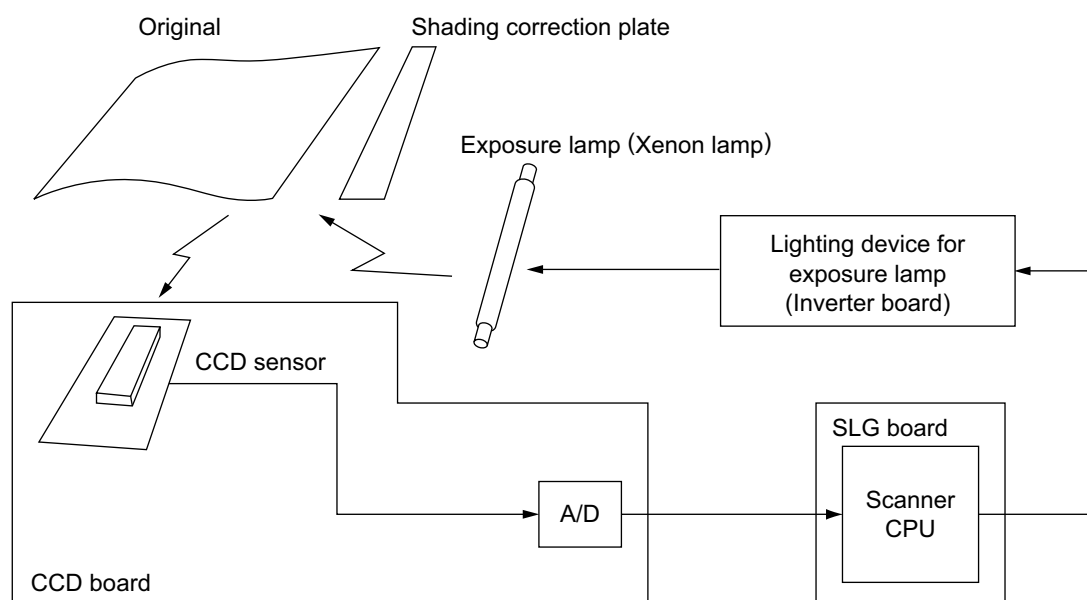 Original
Shading correction plate
Exposure lamp (Xenon lamp)
Lighting device for
exposure lamp
(Inverter board)
CCD sensor
SLG board
A/D
Scanner
CPU
CCD board